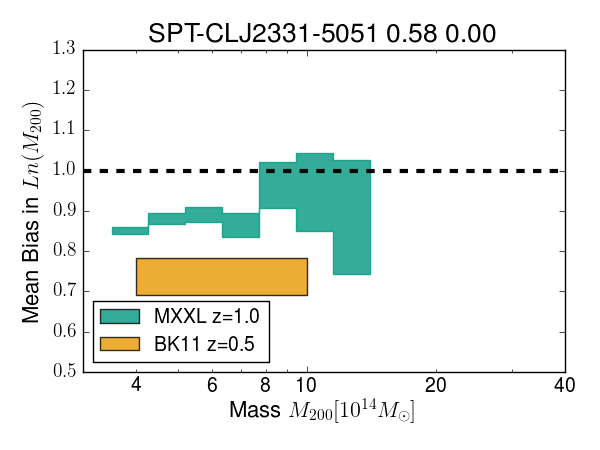 SPT-CLJ2331-5051 0.58 0.00
1.3
1.2
1.1
1.0
0.9
0.8
0.7
0.6
0.5
Mean Bias in Ln(M₂₀₀)
MXXL z=1.0
BK11 z=0.5
4 6 8 10 20 40
Mass M₂₀₀[10¹⁴M☉]